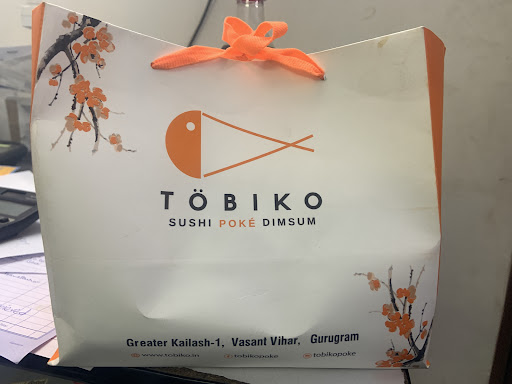 TÖBIKO
SUSHI POKÉ DIMSUM
Greater Kailash-1, Vasant Vihar, Gurugram
www.tobiko.in tobikopoke tobikopoke